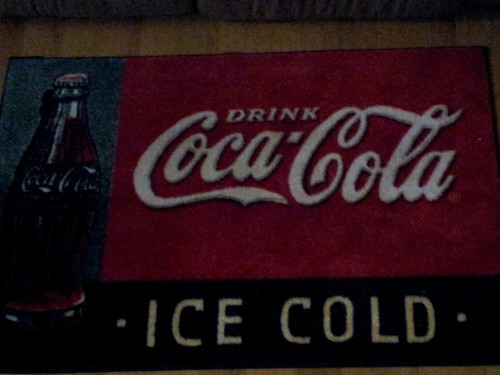 DRINK
Coca-Cola
Coca-Cola
· ICE COLD ·